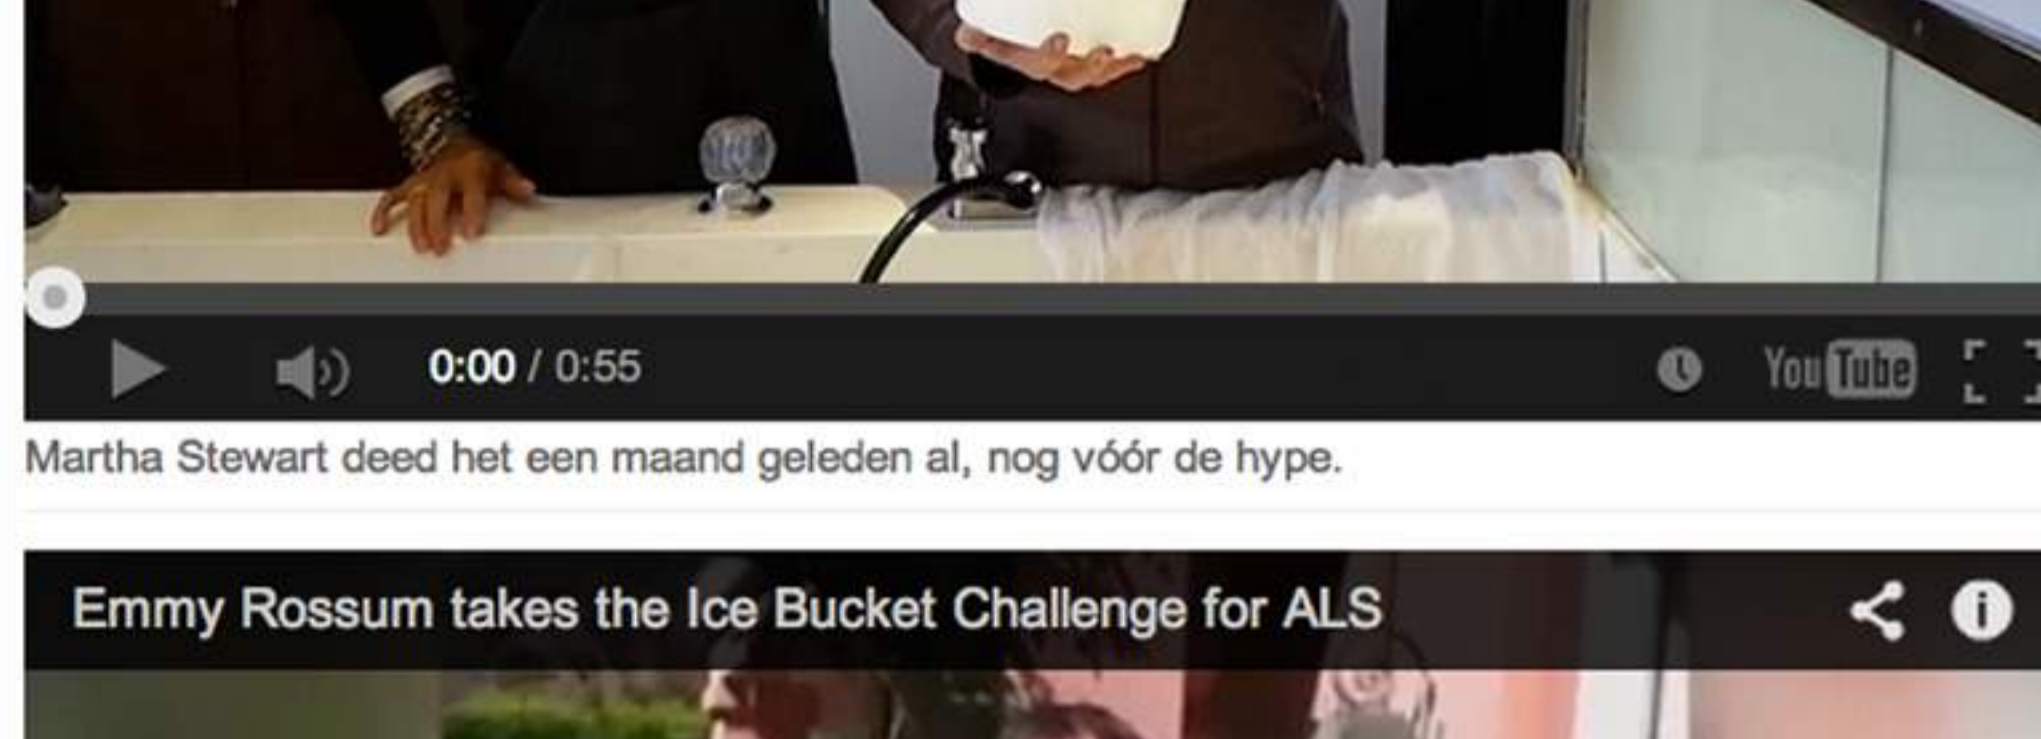 0:00 / 0:55
YouTube
Martha Stewart deed het een maand geleden al, nog vóór de hype.
Emmy Rossum takes the Ice Bucket Challenge for ALS